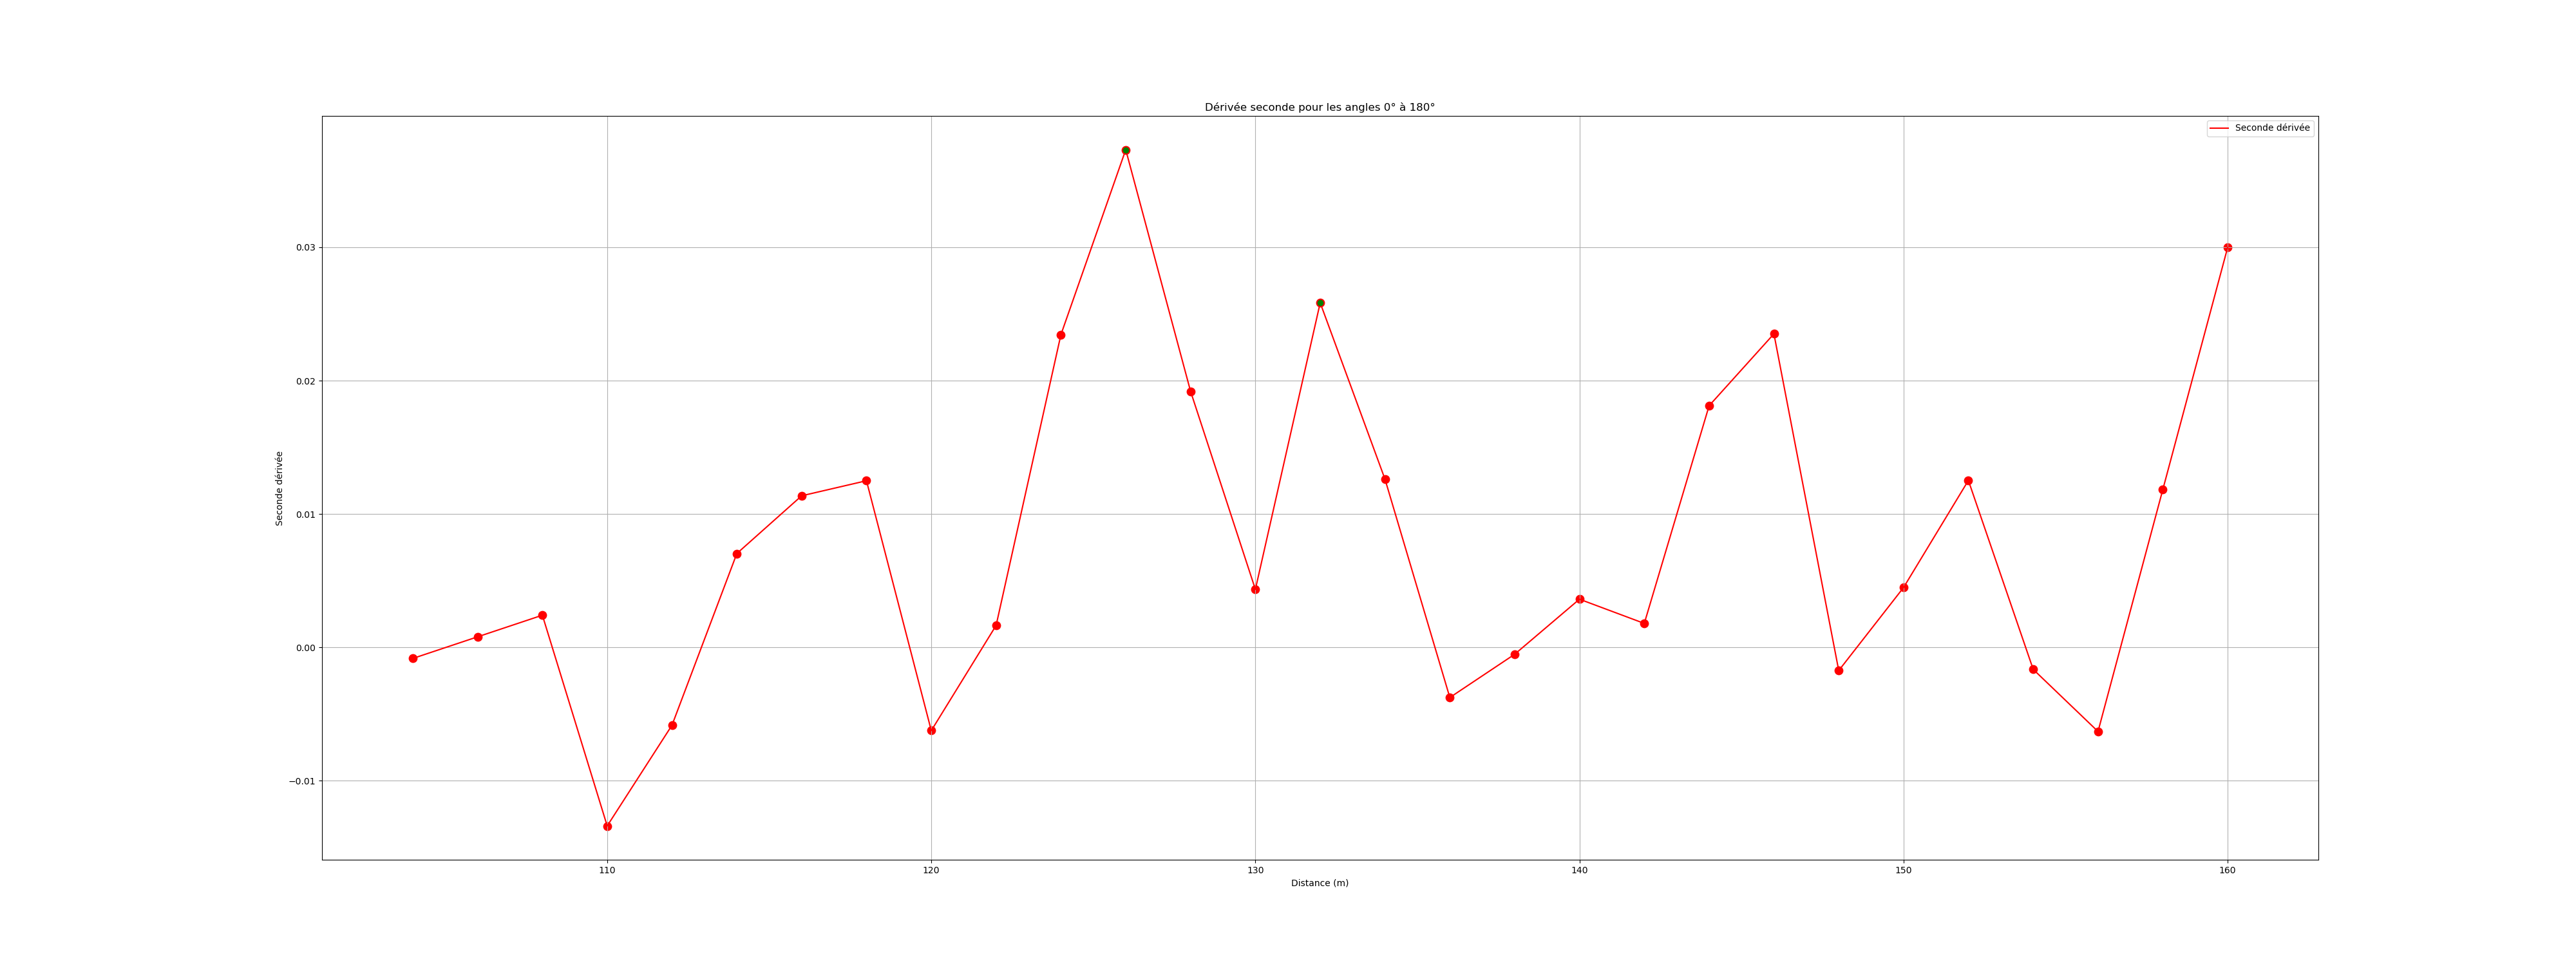 Dérivée seconde pour les angles 0° à 180°
Seconde dérivée
0.03
0.02
0.01
0.00
−0.01
Seconde dérivée
110 120 130 140 150 160
Distance (m)